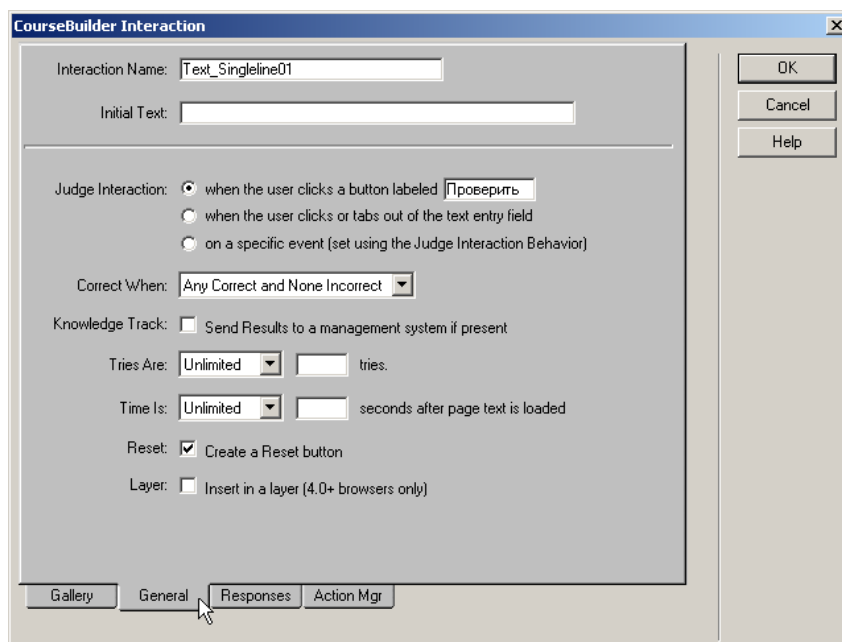 CourseBuilder Interaction
Interaction Name: Text_Singleline01
OK
Initial Text:
Cancel
Help
Judge Interaction: when the user clicks a button labeled Проверить
when the user clicks or tabs out of the text entry field
on a specific event (set using the Judge Interaction Behavior)
Correct When: Any Correct and None Incorrect
Knowledge Track: Send Results to a management system if present
Tries Are: Unlimited tries.
Time Is: Unlimited seconds after page text is loaded
Reset: Create a Reset button
Layer: Insert in a layer (4.0+ browsers only)
Gallery General Responses Action Mgr